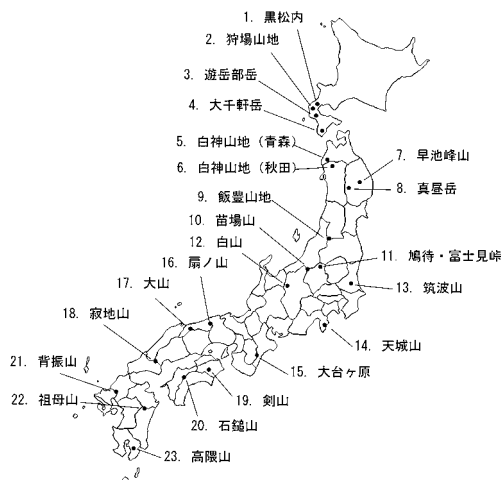 1. 黒松内
2. 狩場山地
3. 遊岳部岳
4. 大千軒岳
5. 白神山地（青森）
6. 白神山地（秋田）
7. 早池峰山
8. 真昼岳
9. 飯豊山地
10. 苗場山
11. 鳩待・富士見峠
12. 白山
13. 筑波山
14. 天城山
15. 大台ヶ原
16. 扇ノ山
17. 大山
18. 寂地山
19. 剣山
20. 石鎚山
21. 背振山
22. 祖母山
23. 高隈山